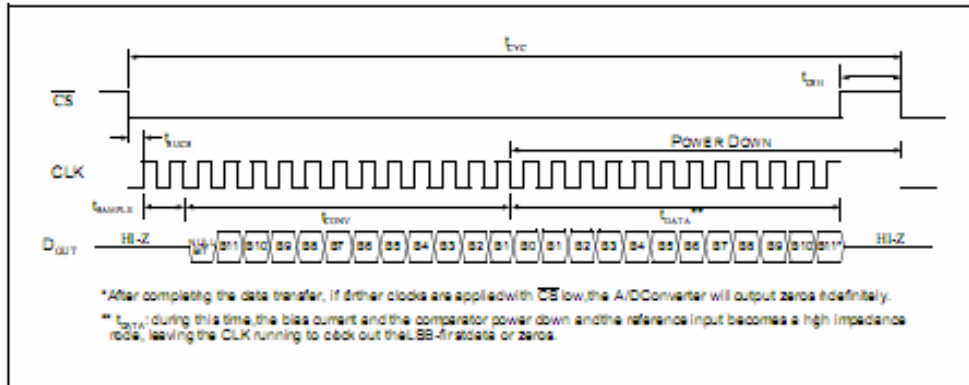 tCYC
tCSH
CS
tSUCS
POWER DOWN
CLK
tSAMPLE
tCONV
tDATA**
DOUT
HI-Z
NULL BIT B11 B10 B9 B8 B7 B6 B5 B4 B3 B2 B1 B0 B1 B2 B3 B4 B5 B6 B7 B8 B9 B10 B11*
HI-Z
*After completing the data transfer, if further clocks are applied with CS low, the A/D Converter will output zeros indefinitely.
** tDATA: during this time, the bias current and the comparator power down and the reference input becomes a high impedance
node, leaving the CLK running to clock out the LSB-first data or zeros.